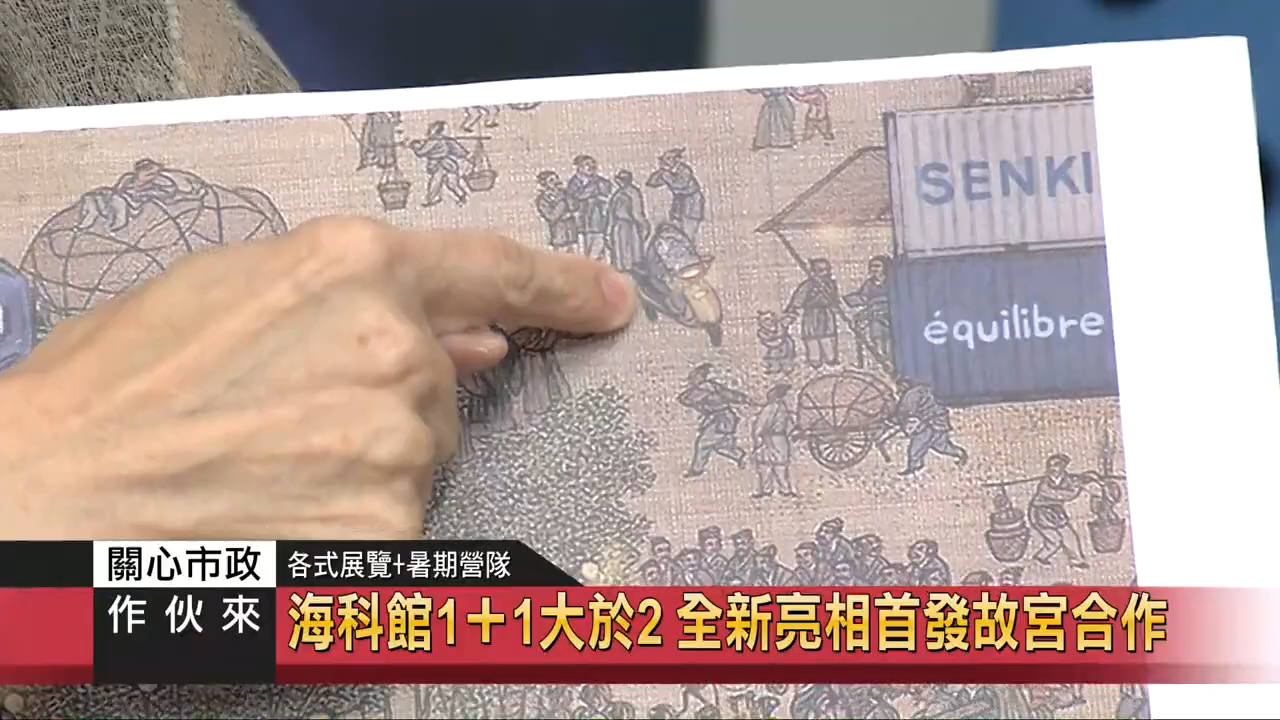 SENKI
équilibre
關心市政
作伙來
各式展覽+暑期營隊
海科館1+1大於2 全新亮相首發故宮合作